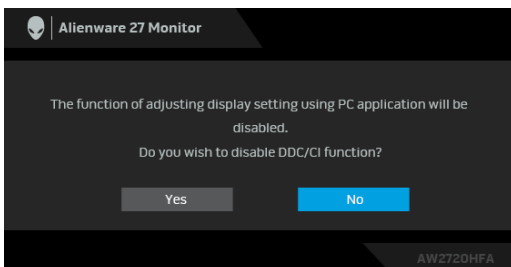 Alienware 27 Monitor
The function of adjusting display setting using PC application will be
disabled.
Do you wish to disable DDC/CI function?
Yes No
AW2720HFA